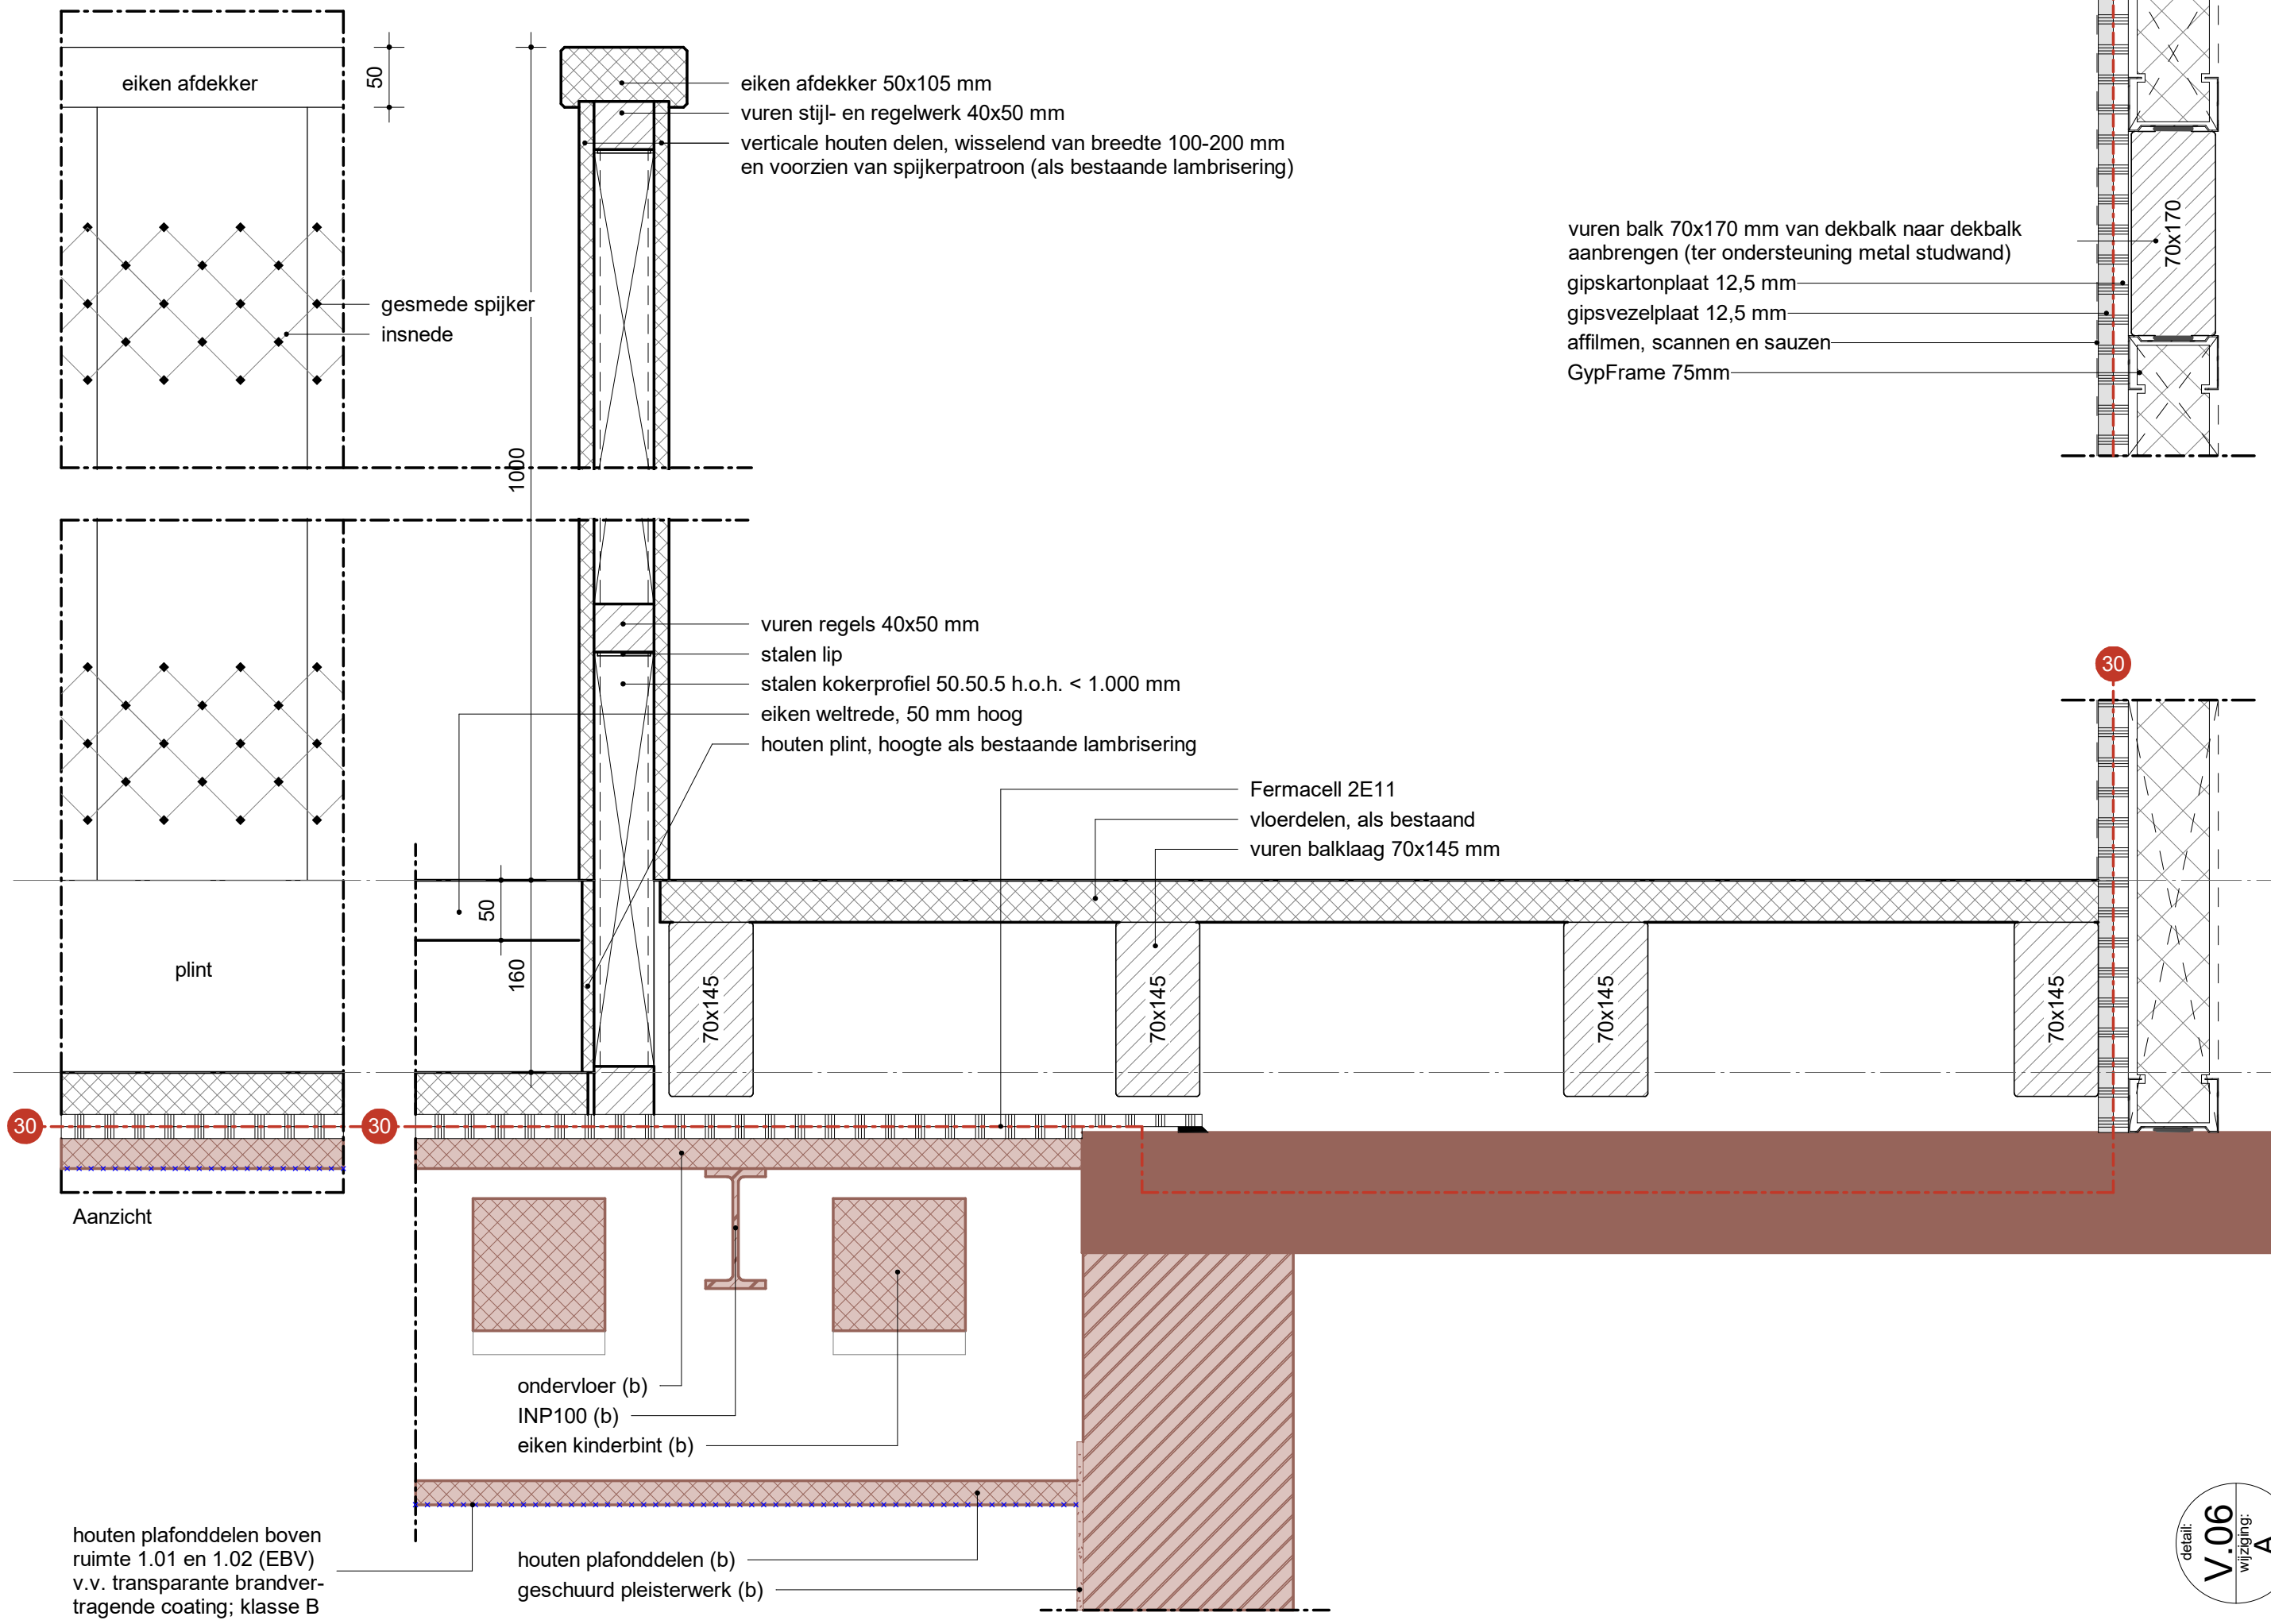 eiken afdekker
50
eiken afdekker 50x105 mm
vuren stijl- en regelwerk 40x50 mm
verticale houten delen, wisselend van breedte 100-200 mm
en voorzien van spijkerpatroon (als bestaande lambrisering)
gesmede spijker
insnede
1000
vuren balk 70x170 mm van dekbalk naar dekbalk
aanbrengen (ter ondersteuning metal studwand)
gipskartonplaat 12,5 mm
gipsvezelplaat 12,5 mm
affilmen, scannen en sauzen
GypFrame 75mm
70x170
vuren regels 40x50 mm
stalen lip
stalen kokerprofiel 50.50.5 h.o.h. < 1.000 mm
eiken weltrede, 50 mm hoog
houten plint, hoogte als bestaande lambrisering
30
Fermacell 2E11
vloerdelen, als bestaand
vuren balklaag 70x145 mm
50
160
plint
70x145
70x145
70x145
70x145
30
30
Aanzicht
ondervloer (b)
INP100 (b)
eiken kinderbint (b)
houten plafonddelen boven
ruimte 1.01 en 1.02 (EBV)
v.v. transparante brandver-
tragende coating; klasse B
houten plafonddelen (b)
geschuurd pleisterwerk (b)
detail:
V.06
wijziging:
A